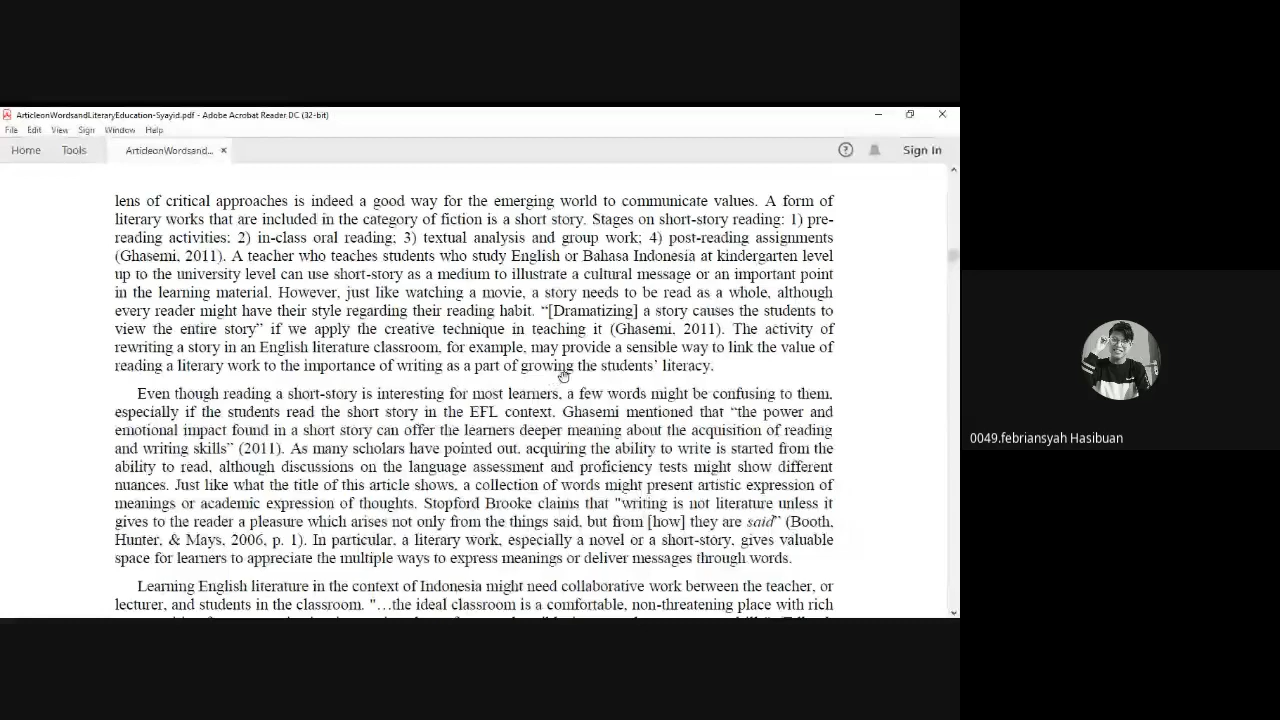 ArticleonWordsandLiteraryEducation-Syayid.pdf - Adobe Acrobat Reader DC (32-bit)
File Edit View Sign Window Help
Home Tools ArticleonWordsand... × Sign In
lens of critical approaches is indeed a good way for the emerging world to communicate values. A form of
literary works that are included in the category of fiction is a short story. Stages on short-story reading: 1) pre-
reading activities; 2) in-class oral reading; 3) textual analysis and group work; 4) post-reading assignments
(Ghasemi, 2011). A teacher who teaches students who study English or Bahasa Indonesia at kindergarten level
up to the university level can use short-story as a medium to illustrate a cultural message or an important point
in the learning material. However, just like watching a movie, a story needs to be read as a whole, although
every reader might have their style regarding their reading habit. “[Dramatizing] a story causes the students to
view the entire story” if we apply the creative technique in teaching it (Ghasemi, 2011). The activity of
rewriting a story in an English literature classroom, for example, may provide a sensible way to link the value of
reading a literary work to the importance of writing as a part of growing the students’ literacy.
Even though reading a short-story is interesting for most learners, a few words might be confusing to them,
especially if the students read the short story in the EFL context. Ghasemi mentioned that “the power and
emotional impact found in a short story can offer the learners deeper meaning about the acquisition of reading
and writing skills” (2011). As many scholars have pointed out, acquiring the ability to write is started from the
ability to read, although discussions on the language assessment and proficiency tests might show different
nuances. Just like what the title of this article shows, a collection of words might present artistic expression of
meanings or academic expression of thoughts. Stopford Brooke claims that "writing is not literature unless it
gives to the reader a pleasure which arises not only from the things said, but from [how] they are said” (Booth,
Hunter, & Mays, 2006, p. 1). In particular, a literary work, especially a novel or a short-story, gives valuable
space for learners to appreciate the multiple ways to express meanings or deliver messages through words.
Learning English literature in the context of Indonesia might need collaborative work between the teacher, or
lecturer, and students in the classroom. "…the ideal classroom is a comfortable, non-threatening place with rich
0049.febriansyah Hasibuan